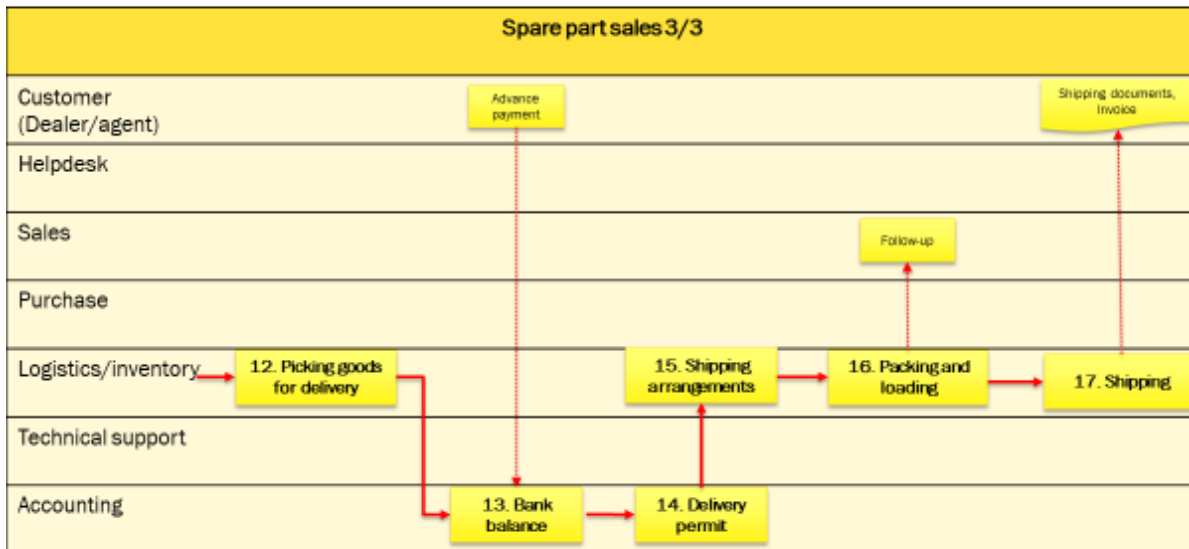 Spare part sales 3/3
Customer
(Dealer/agent)
Advance
payment
Shipping documents,
Invoice
Helpdesk
Sales
Follow-up
Purchase
Logistics/inventory
12. Picking goods
for delivery
15. Shipping
arrangements
16. Packing and
loading
17. Shipping
Technical support
Accounting
13. Bank
balance
14. Delivery
permit